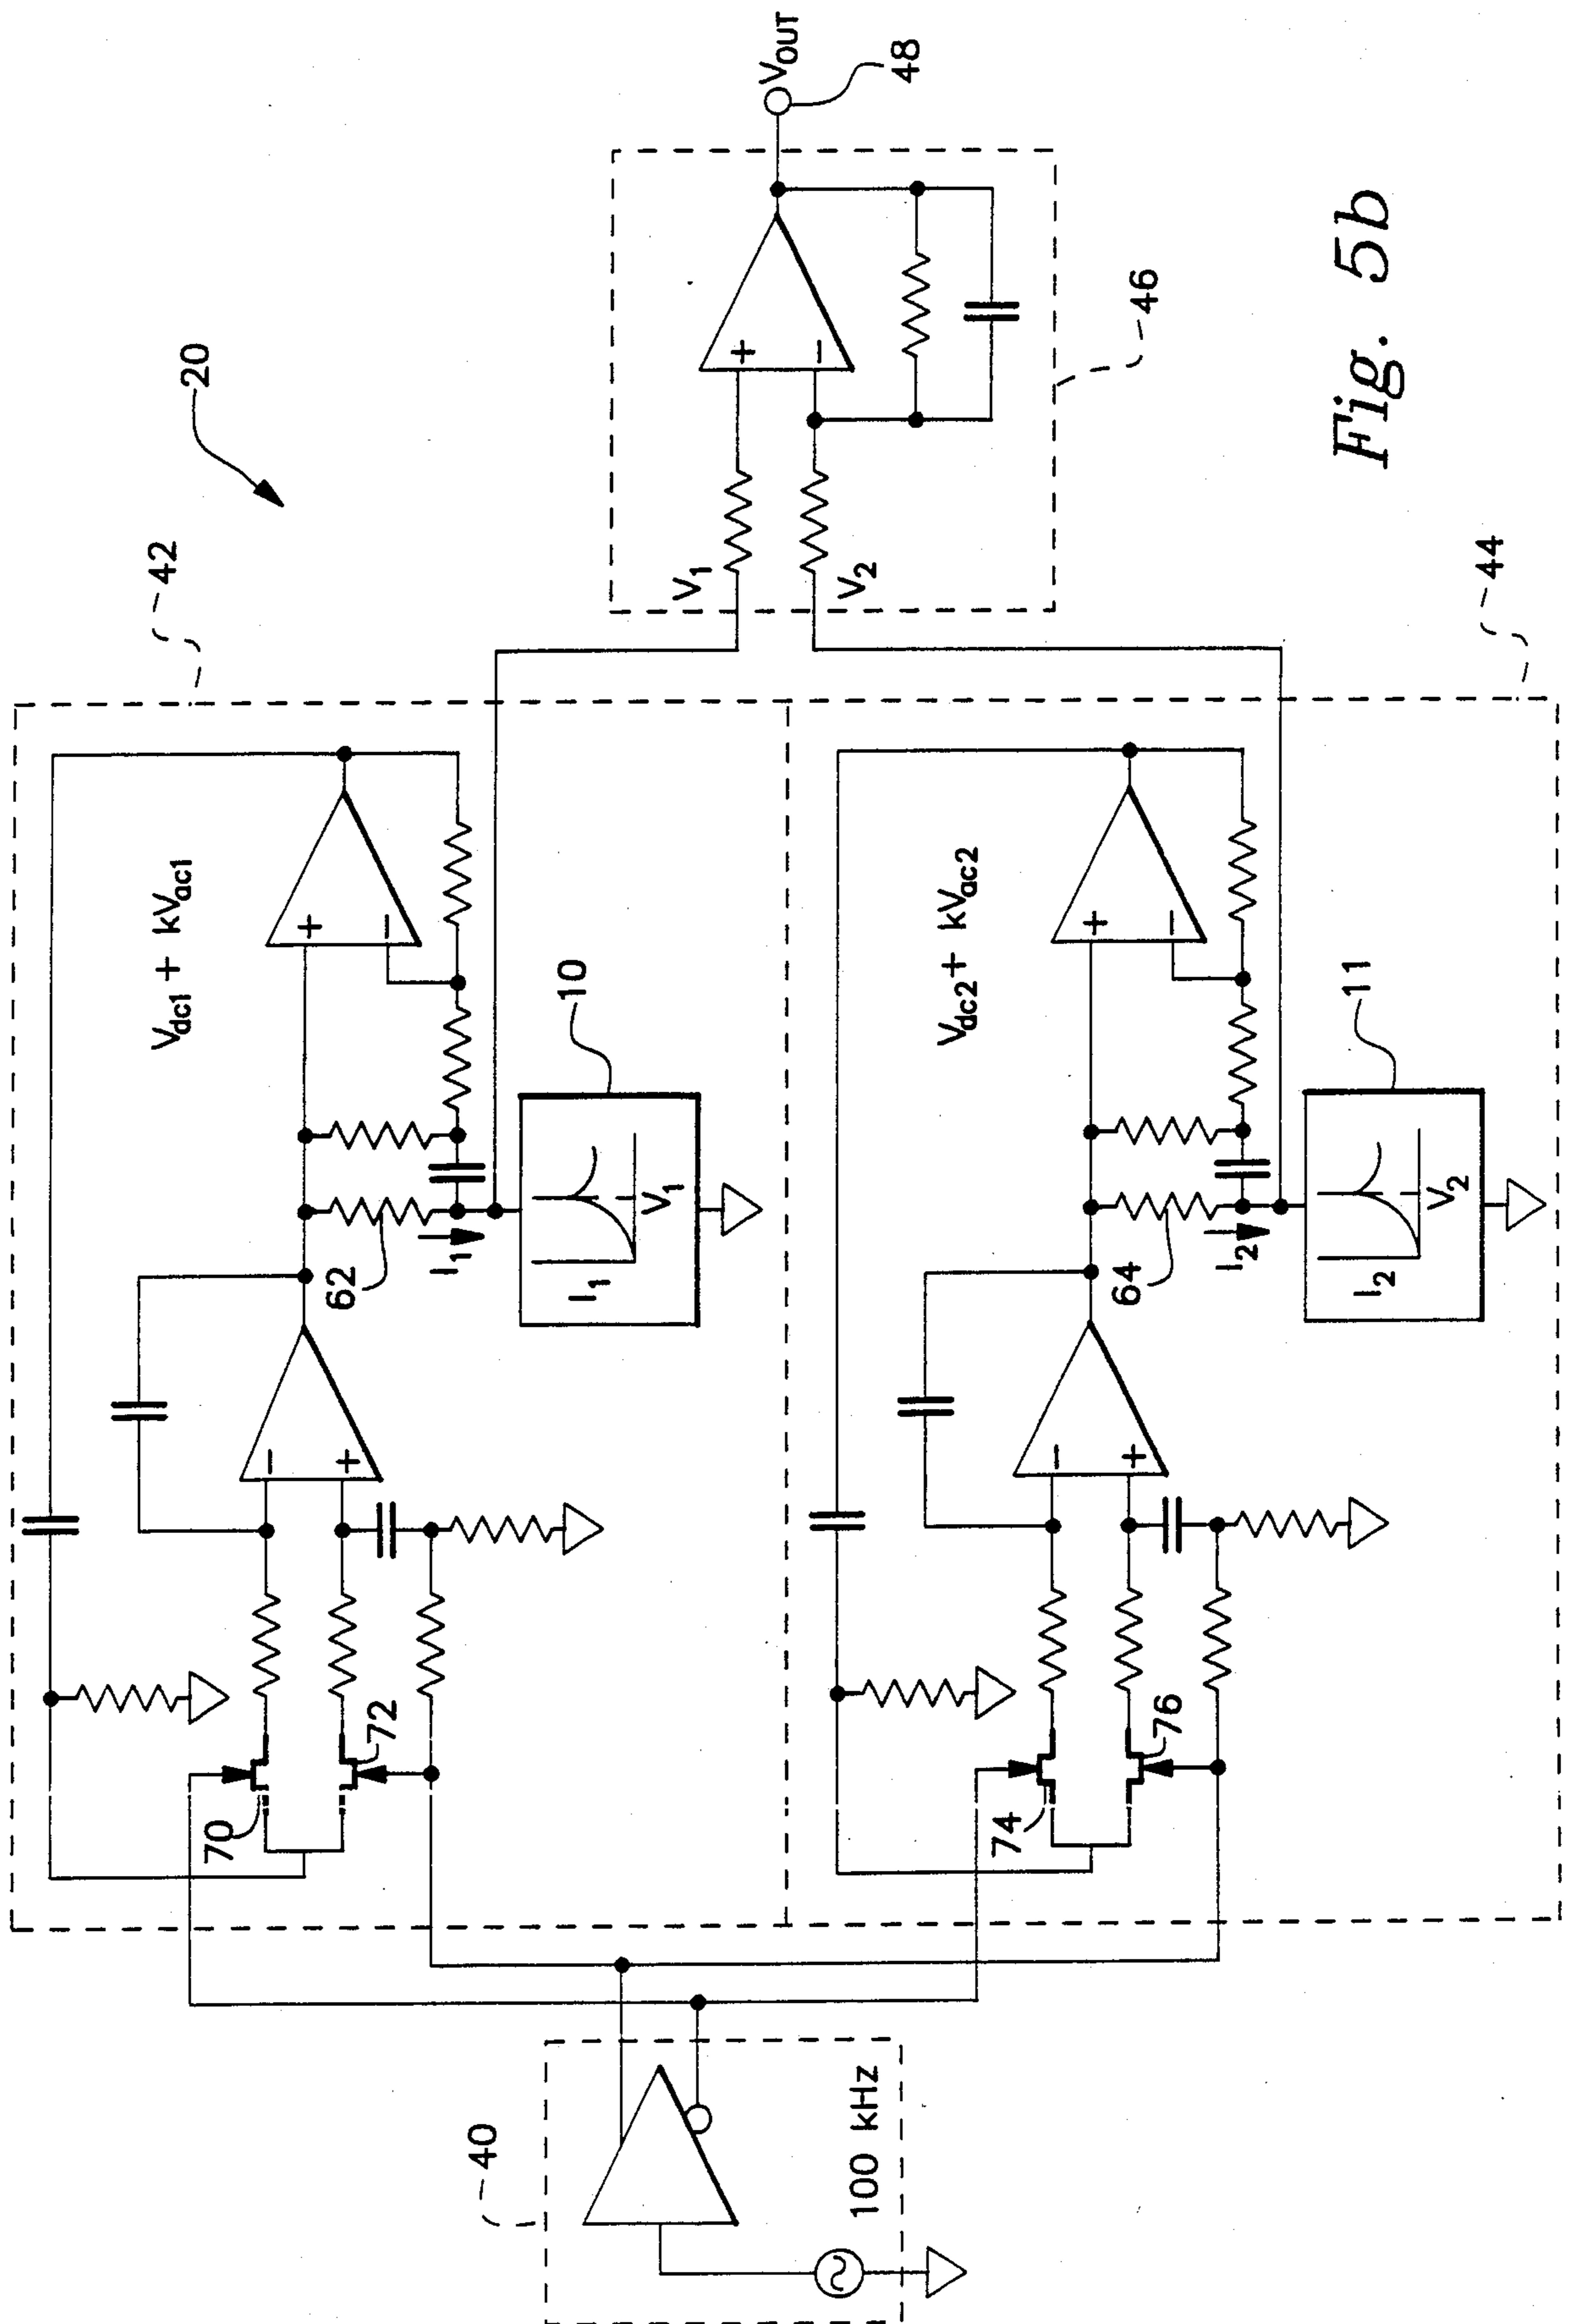 20
42
V_dc1 + kV_ac1
+
−
10
62
I_1
I_1
V_1
−
+
70
72
V_1
V_2
+
−
V_OUT
48
46
40
100 kHz
44
V_dc2 + kV_ac2
+
−
11
64
I_2
I_2
V_2
−
+
74
76
Fig. 5b